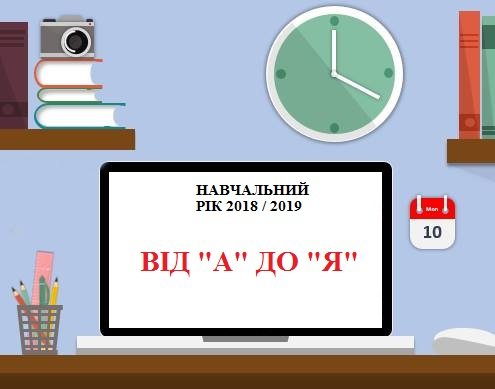 НАВЧАЛЬНИЙ
РІК 2018 / 2019
ВІД "А" ДО "Я"
Mon
10